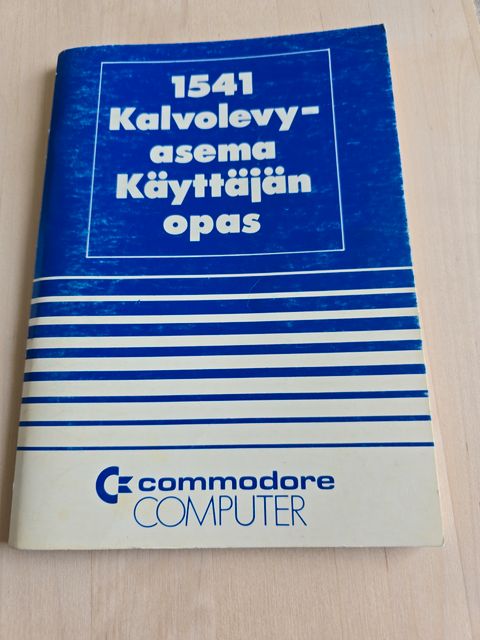 1541
Kalvolevy-
asema
Käyttäjän
opas
commodore
COMPUTER